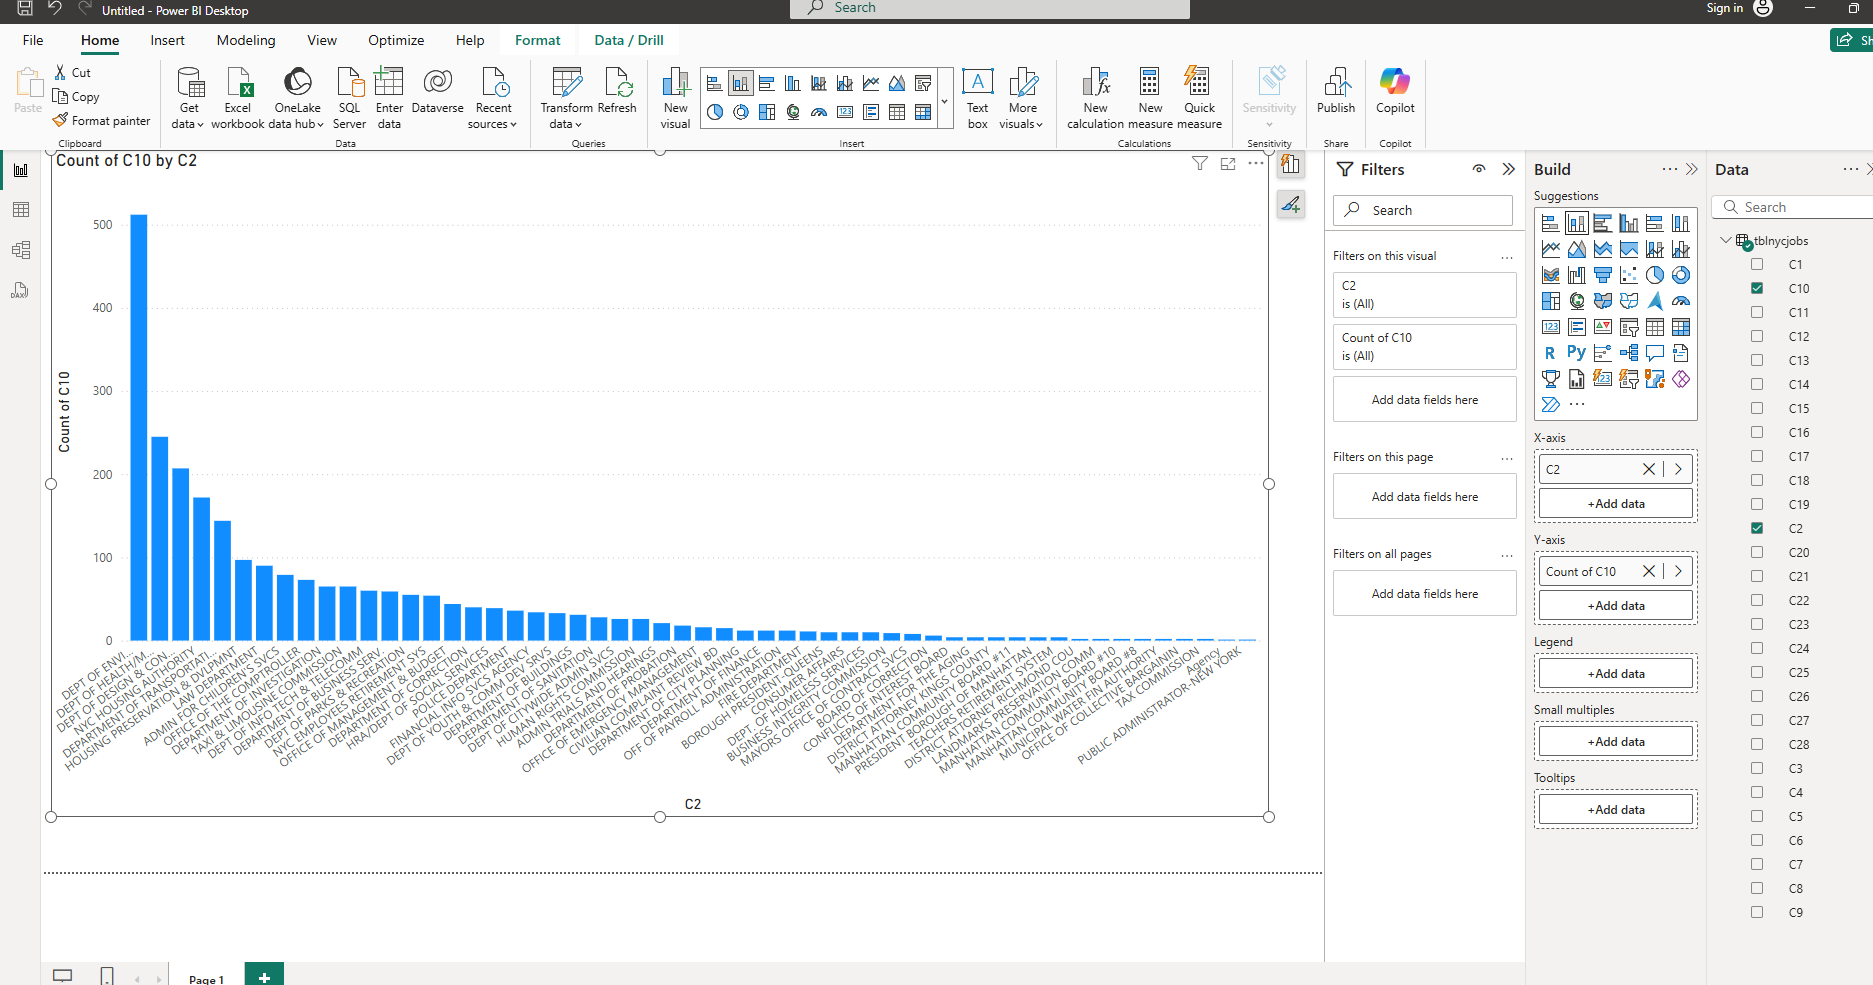 Untitled - Power BI Desktop
Search
Sign in
File
Home
Insert
Modeling
View
Optimize
Help
Format
Data / Drill
Sh
Paste
Cut
Copy
Format painter
Clipboard
Get data
Excel workbook
OneLake data hub
SQL Server
Enter data
Dataverse
Recent sources
Data
Transform data
Refresh
Queries
New visual
Text box
More visuals
Insert
New calculation
New measure
Quick measure
Calculations
Sensitivity
Sensitivity
Publish
Share
Copilot
Copilot
Count of C10 by C2
Count of C10
500
400
300
200
100
0
DEPT OF ENVI...
DEPT OF HEALTH/M...
DEPT OF DESIGN & CON...
NYC HOUSING AUTHORITY
DEPARTMENT OF TRANSPORTATI...
HOUSING PRESERVATION & DVLPMNT
LAW DEPARTMENT
ADMIN FOR CHILDREN'S SVCS
OFFICE OF THE COMPTROLLER
DEPARTMENT OF INVESTIGATION
TAX & LIMOUSINE COMMISSION
DEPT OF INFO TECH & TELECOMM
DEPARTMENT OF BUSINESS SERV...
DEPT OF PARKS & RECREATION
NYC EMPLOYEES RETIREMENT SYS
OFFICE OF MANAGEMENT & BUDGET
DEPARTMENT OF CORRECTION
HRA/DEPT OF SOCIAL SERVICES
POLICE DEPARTMENT
FINANCIAL INFO SVCS AGENCY
DEPT OF YOUTH & COMM DEV SRVS
DEPARTMENT OF BUILDINGS
DEPARTMENT OF SANITATION
DEPT OF CITYWIDE ADMIN SVCS
HUMAN RIGHTS COMMISSION
ADMIN TRIALS AND HEARINGS
DEPARTMENT OF PROBATION
OFFICE OF EMERGENCY MANAGEMENT
CIVILIAN COMPLAINT REVIEW BD
DEPARTMENT OF CITY PLANNING
DEPARTMENT OF FINANCE
OFF OF PAYROLL ADMINISTRATION
FIRE DEPARTMENT
BOROUGH PRESIDENT-QUEENS
CONSUMER AFFAIRS
DEPT. OF HOMELESS SERVICES
BUSINESS INTEGRITY COMMISSION
MAYORS OFFICE OF CONTRACT SVCS
BOARD OF CORRECTION
CONFLICTS OF INTEREST BOARD
DEPARTMENT FOR THE AGING
DISTRICT ATTORNEY KINGS COUNTY
MANHATTAN COMMUNITY BOARD #11
PRESIDENT BOROUGH OF MANHATTAN
TEACHERS RETIREMENT SYSTEM
DISTRICT ATTORNEY RICHMOND COU
LANDMARKS PRESERVATION COMM
MANHATTAN COMMUNITY BOARD #10
MANHATTAN COMMUNITY BOARD #8
MUNICIPAL WATER FIN AUTHORITY
OFFICE OF COLLECTIVE BARGAININ
TAX COMMISSION
Agency
PUBLIC ADMINISTRATOR-NEW YORK
C2
Page 1
Filters
Search
Filters on this visual
C2
is (All)
Count of C10
is (All)
Add data fields here
Filters on this page
Add data fields here
Filters on all pages
Add data fields here
Build
Suggestions
R
Py
X-axis
C2
+Add data
Y-axis
Count of C10
+Add data
Legend
+Add data
Small multiples
+Add data
Tooltips
+Add data
Data
Search
tblnycjobs
C1
C10
C11
C12
C13
C14
C15
C16
C17
C18
C19
C2
C20
C21
C22
C23
C24
C25
C26
C27
C28
C3
C4
C5
C6
C7
C8
C9